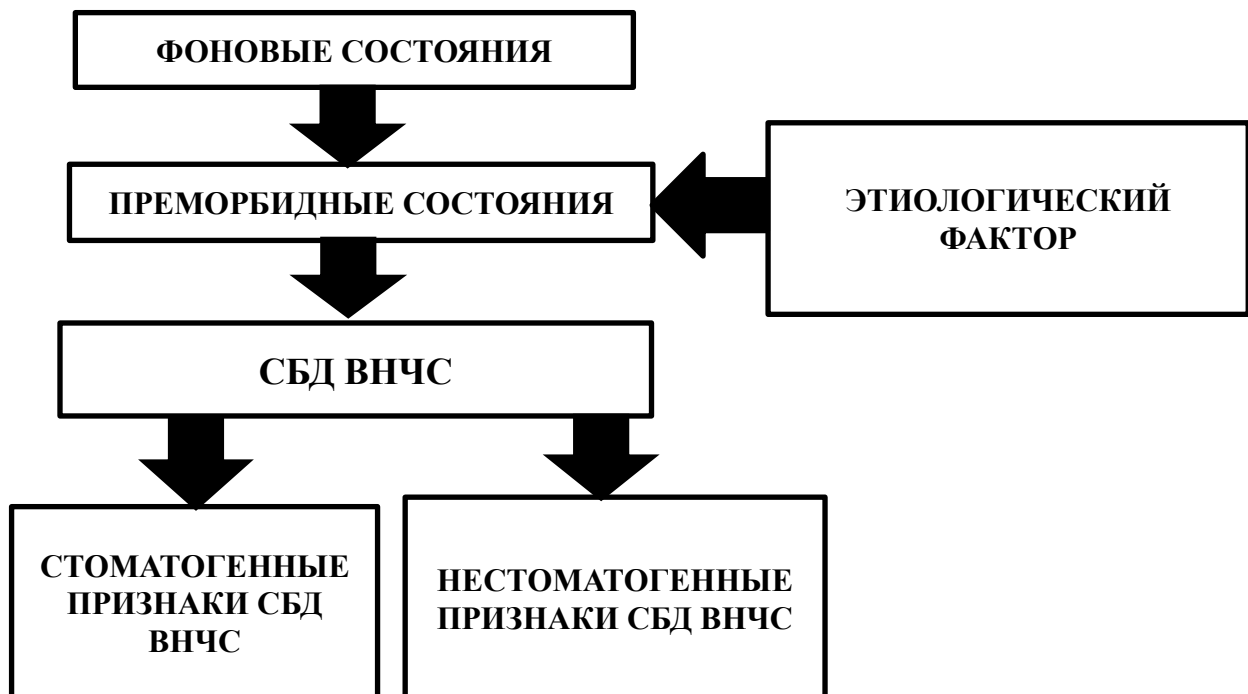 ФОНОВЫЕ СОСТОЯНИЯ
ПРЕМОРБИДНЫЕ СОСТОЯНИЯ
ЭТИОЛОГИЧЕСКИЙ
ФАКТОР
СБД ВНЧС
СТОМАТОГЕННЫЕ
ПРИЗНАКИ СБД
ВНЧС
НЕСТОМАТОГЕННЫЕ
ПРИЗНАКИ СБД ВНЧС